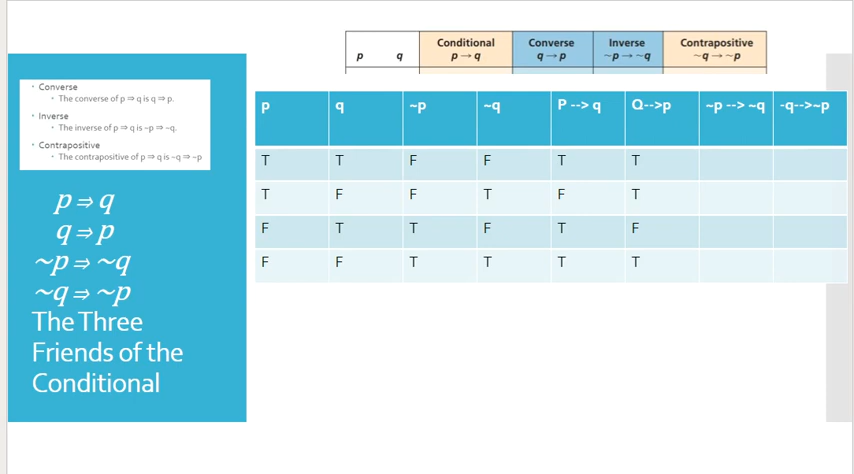 p q Conditional p → q Converse q → p Inverse ~p → ~q Contrapositive ~q → ~p
• Converse
• The converse of p ⇒ q is q ⇒ p.
• Inverse
• The inverse of p ⇒ q is ~p ⇒ ~q.
• Contrapositive
• The contrapositive of p ⇒ q is ~q ⇒ ~p
p ⇒ q
q ⇒ p
~p ⇒ ~q
~q ⇒ ~p
The Three
Friends of the
Conditional
p q ~p ~q P --> q Q-->p ~p --> ~q -q-->~p
T T F F T T
T F F T F T
F T T F T F
F F T T T T